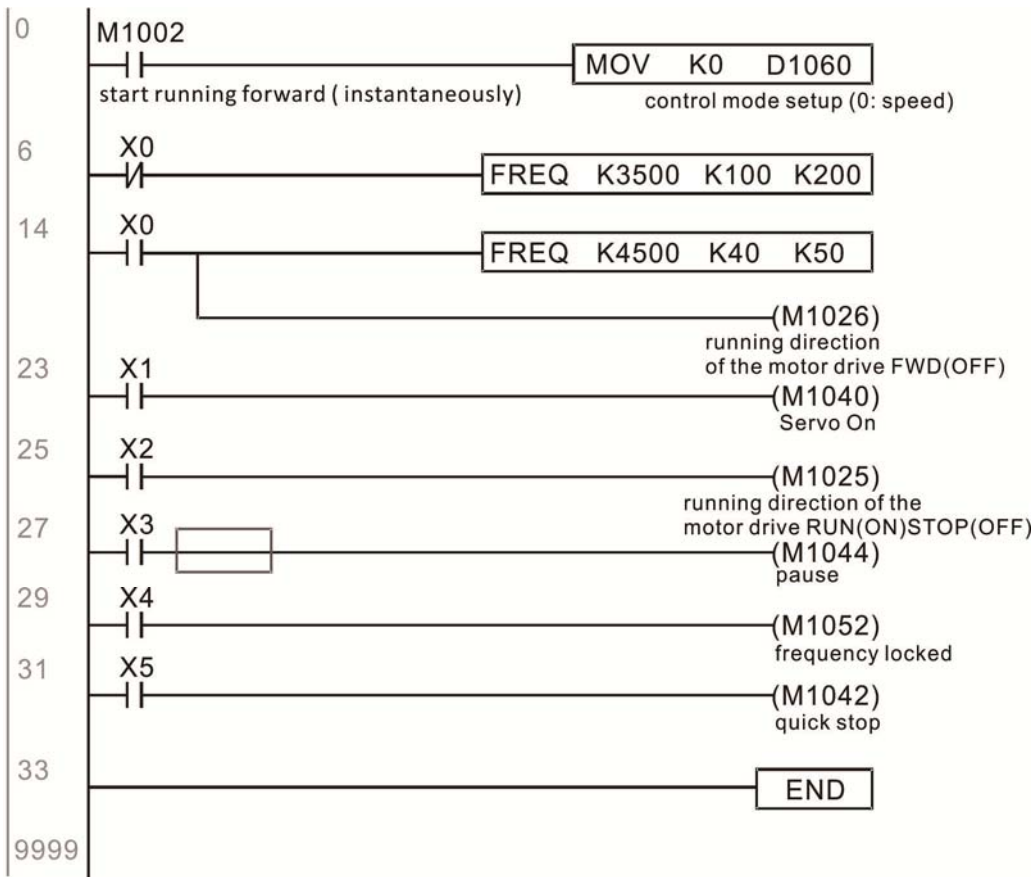 0
M1002
MOV K0 D1060
start running forward ( instantaneously)
control mode setup (0: speed)
6
X0
FREQ K3500 K100 K200
14
X0
FREQ K4500 K40 K50
(M1026)
running direction
of the motor drive FWD(OFF)
23
X1
(M1040)
Servo On
25
X2
(M1025)
running direction of the
motor drive RUN(ON)STOP(OFF)
27
X3
(M1044)
pause
29
X4
(M1052)
frequency locked
31
X5
(M1042)
quick stop
33
END
9999